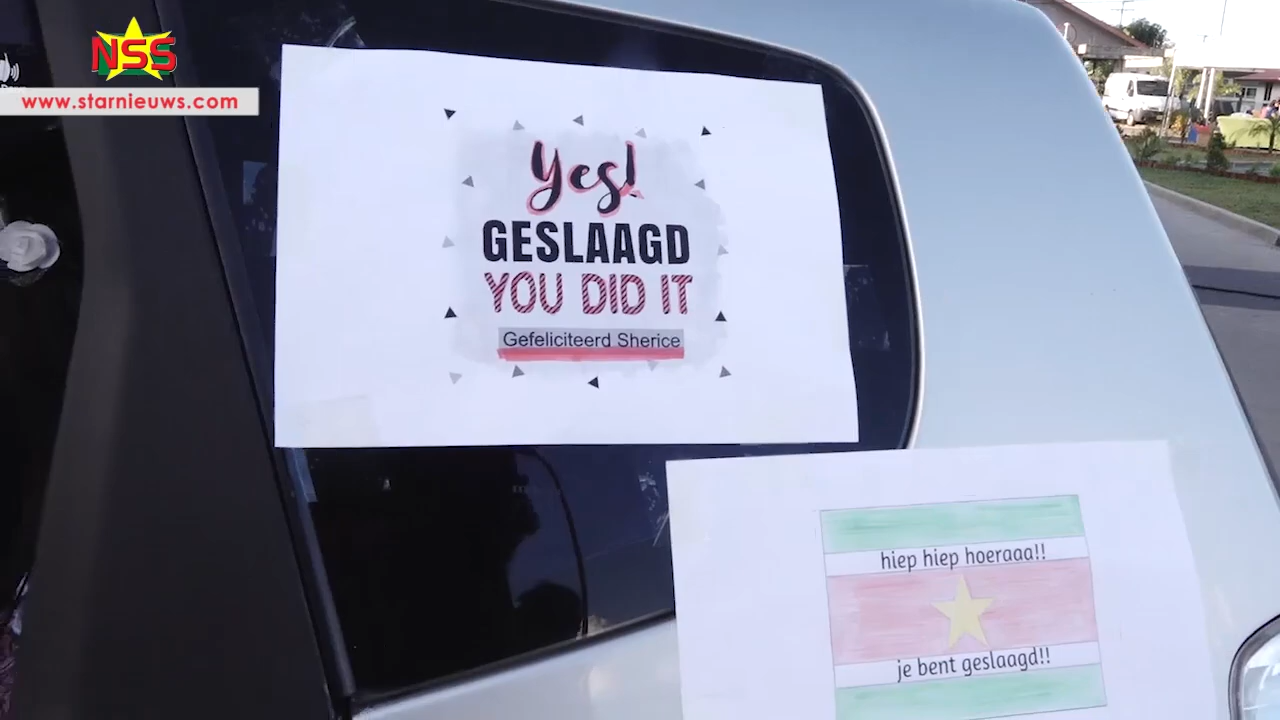 NSS
www.starnieuws.com
Yes!
GESLAAGD
YOU DID IT
Gefeliciteerd Sherice
hiep hiep hoeraaa!!
je bent geslaagd!!